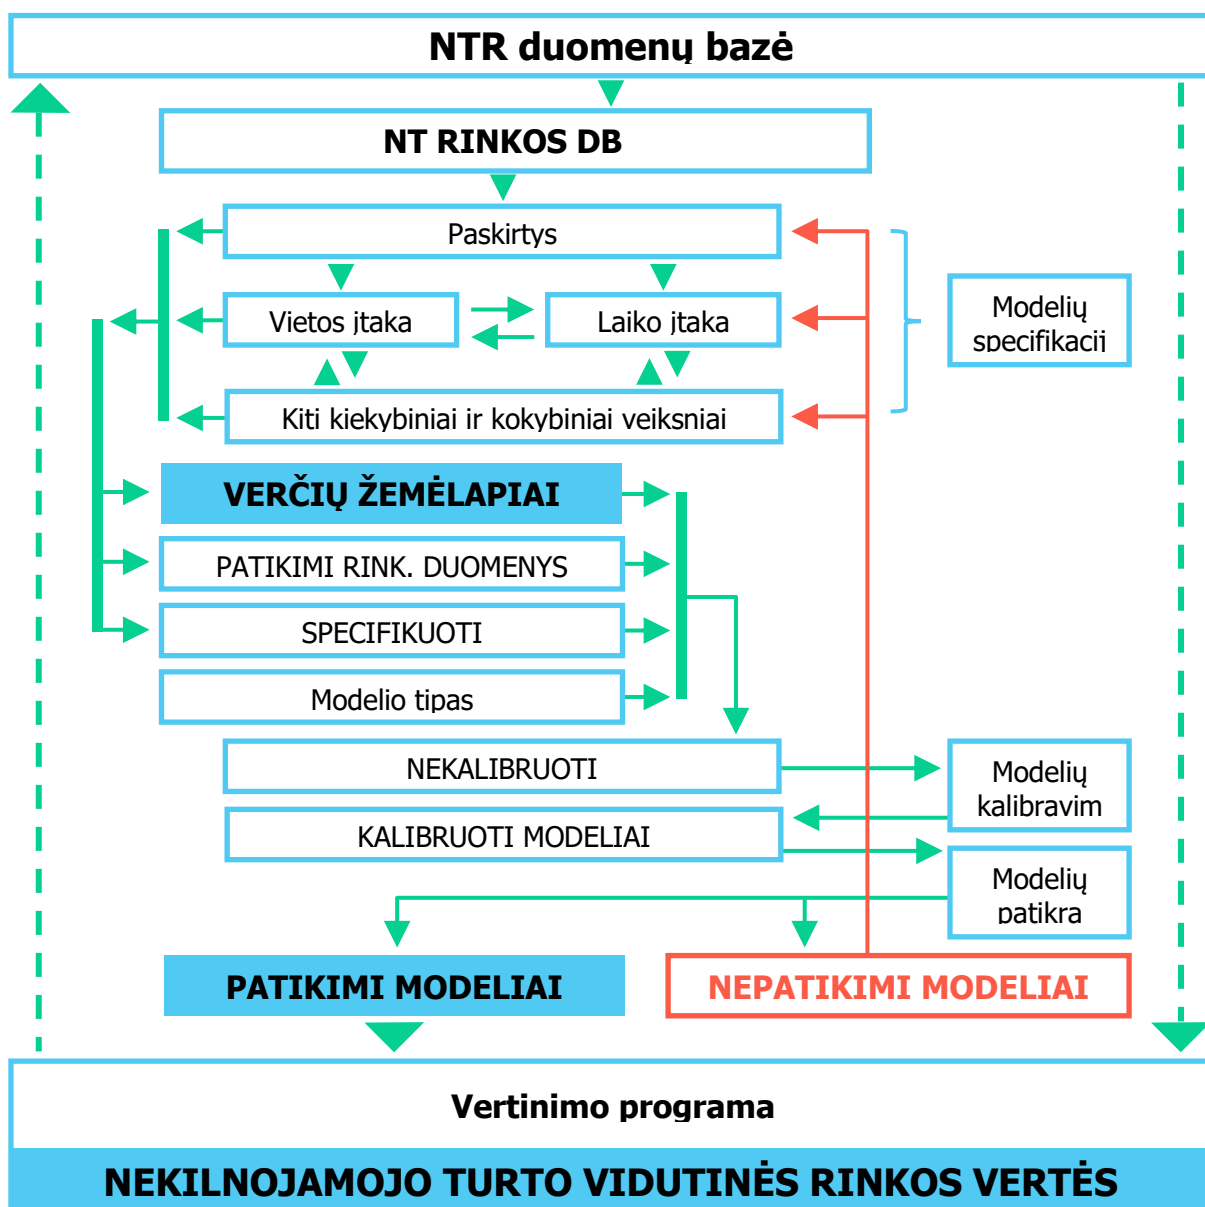 NTR duomenų bazė
NT RINKOS DB
Paskirtys
Vietos įtaka
Laiko įtaka
Modelių
specifikacij
Kiti kiekybiniai ir kokybiniai veiksniai
VERČIŲ ŽEMĖLAPIAI
PATIKIMI RINK. DUOMENYS
SPECIFIKUOTI
Modelio tipas
NEKALIBRUOTI
Modelių
kalibravim
KALIBRUOTI MODELIAI
Modelių
patikra
PATIKIMI MODELIAI
NEPATIKIMI MODELIAI
Vertinimo programa
NEKILNOJAMOJO TURTO VIDUTINĖS RINKOS VERTĖS